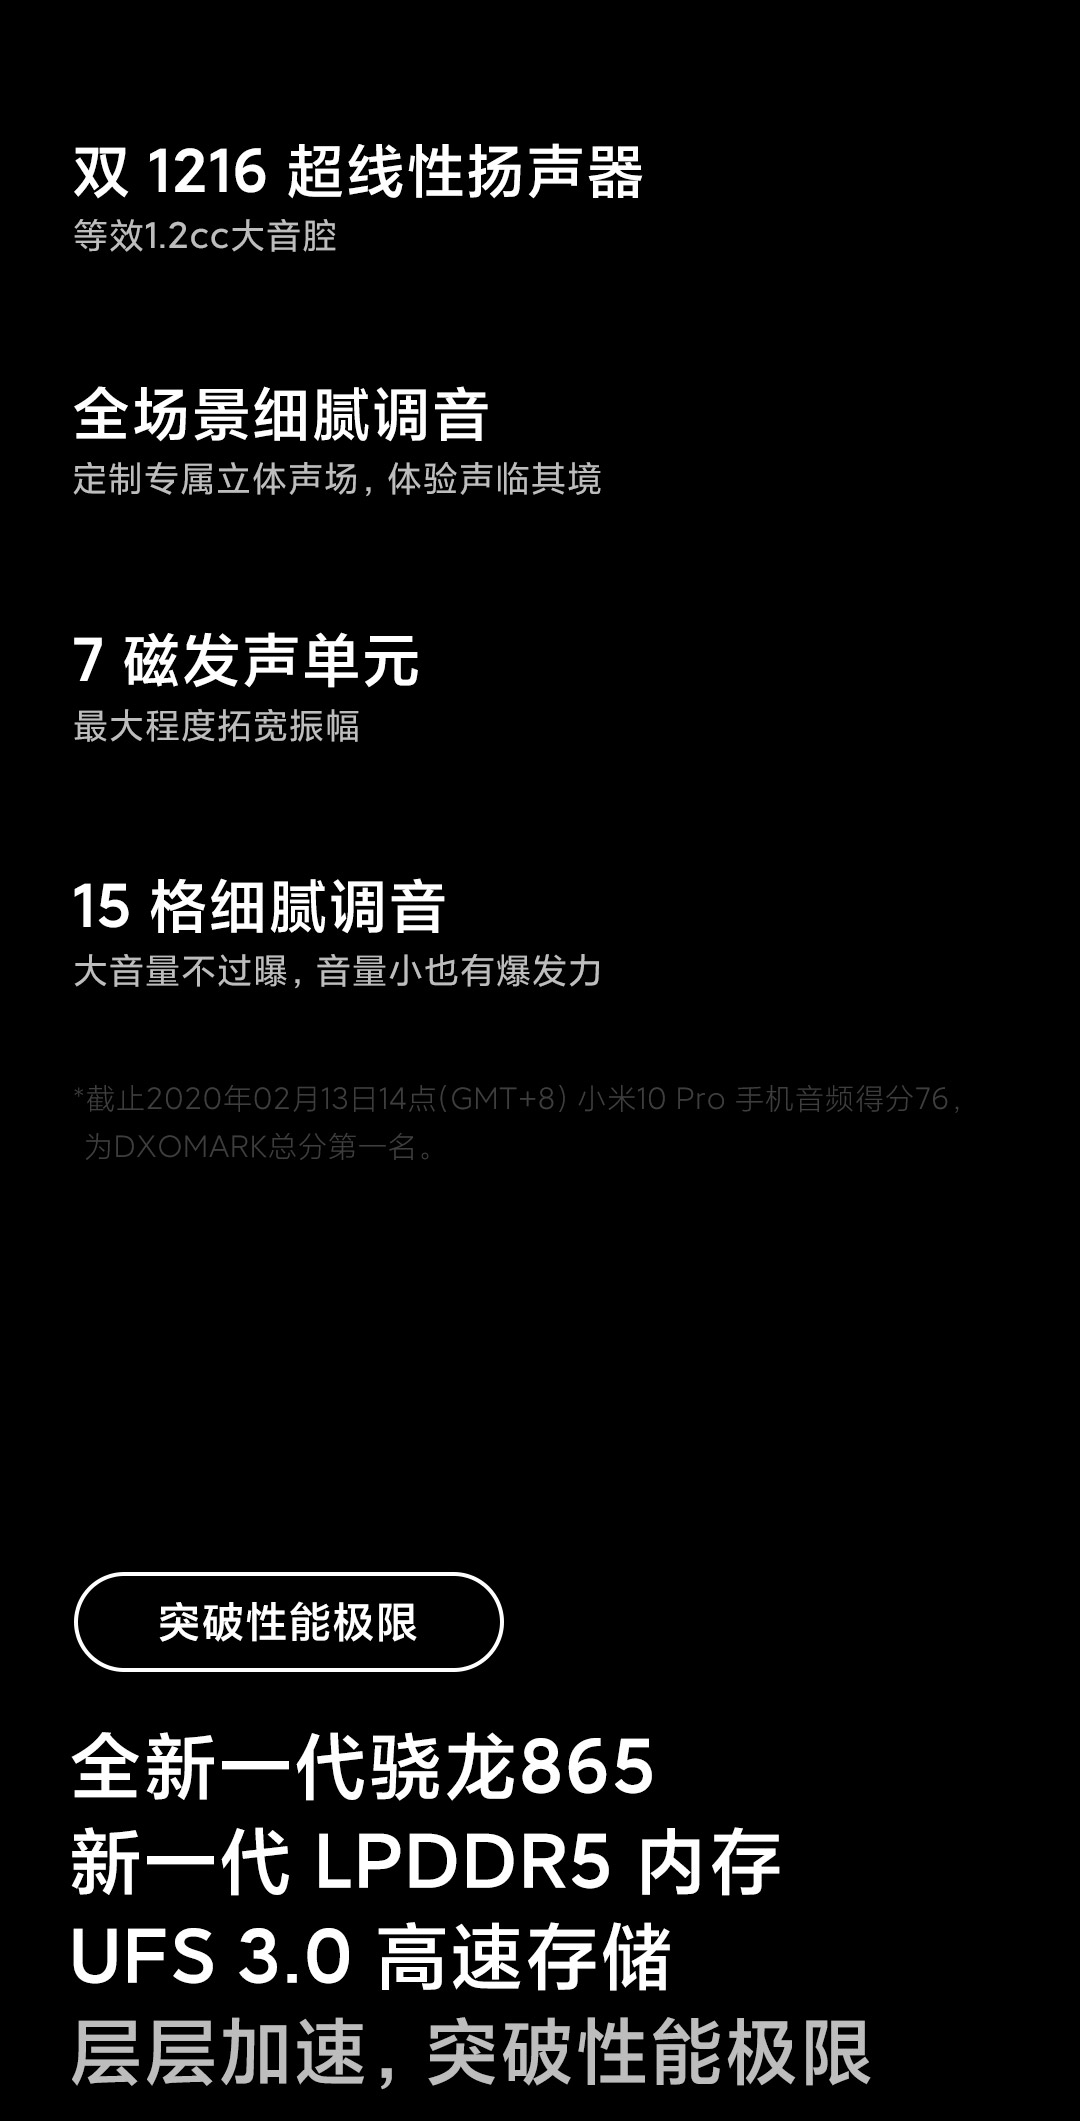 双 1216 超线性扬声器
等效1.2cc大音腔
全场景细腻调音
定制专属立体声场，体验声临其境
7 磁发声单元
最大程度拓宽振幅
15 格细腻调音
大音量不过曝，音量小也有爆发力
*截止2020年02月13日14点(GMT+8) 小米10 Pro 手机音频得分76，
为DXOMARK总分第一名。
突破性能极限
全新一代骁龙865
新一代 LPDDR5 内存
UFS 3.0 高速存储
层层加速，突破性能极限